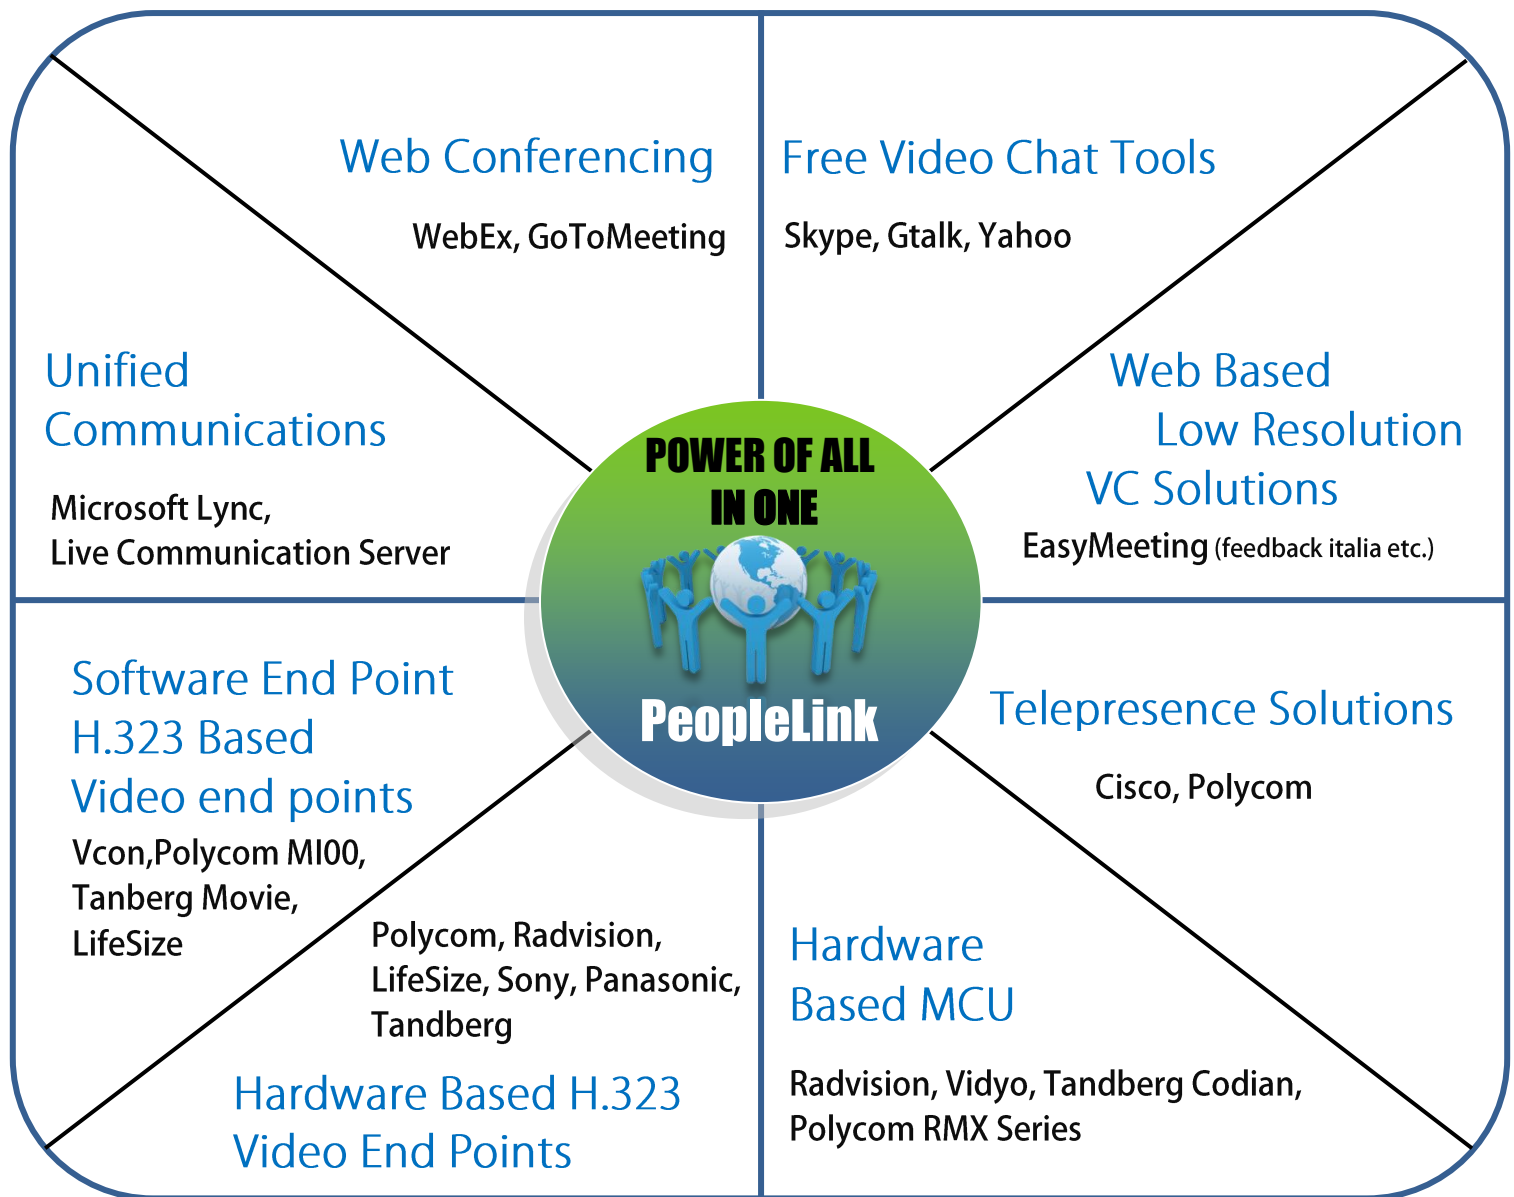 Web Conferencing
WebEx, GoToMeeting
Free Video Chat Tools
Skype, Gtalk, Yahoo
Unified
Communications
Microsoft Lync,
Live Communication Server
Web Based
Low Resolution
VC Solutions
EasyMeeting (feedback italia etc.)
POWER OF ALL
IN ONE
PeopleLink
Software End Point
H.323 Based
Video end points
Vcon,Polycom MI00,
Tanberg Movie,
LifeSize
Telepresence Solutions
Cisco, Polycom
Polycom, Radvision,
LifeSize, Sony, Panasonic,
Tandberg
Hardware Based H.323
Video End Points
Hardware
Based MCU
Radvision, Vidyo, Tandberg Codian,
Polycom RMX Series